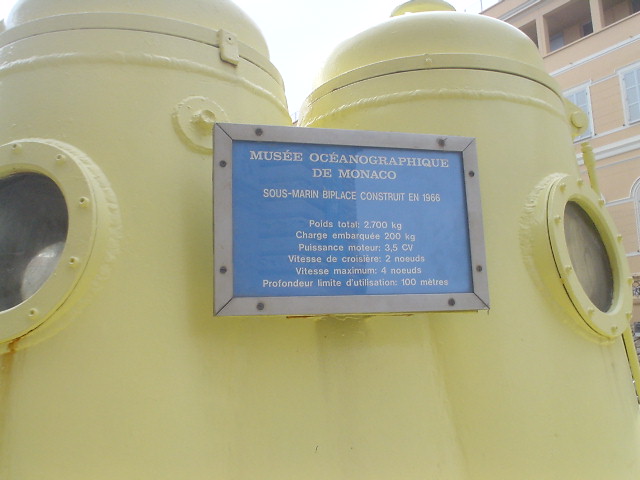 MUSÉE OCÉANOGRAPHIQUE
DE MONACO
SOUS-MARIN BIPLACE CONSTRUIT EN 1966
Poids total: 2.700 kg
Charge embarquée 200 kg
Puissance moteur: 3,5 CV
Vitesse de croisière: 2 noeuds
Vitesse maximum: 4 noeuds
Profondeur limite d'utilisation: 100 mètres